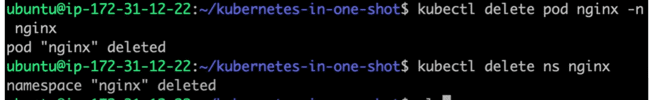 ubuntu@ip-172-31-12-22:~/kubernetes-in-one-shot$ kubectl delete pod nginx -n
nginx
pod "nginx" deleted
ubuntu@ip-172-31-12-22:~/kubernetes-in-one-shot$ kubectl delete ns nginx
namespace "nginx" deleted